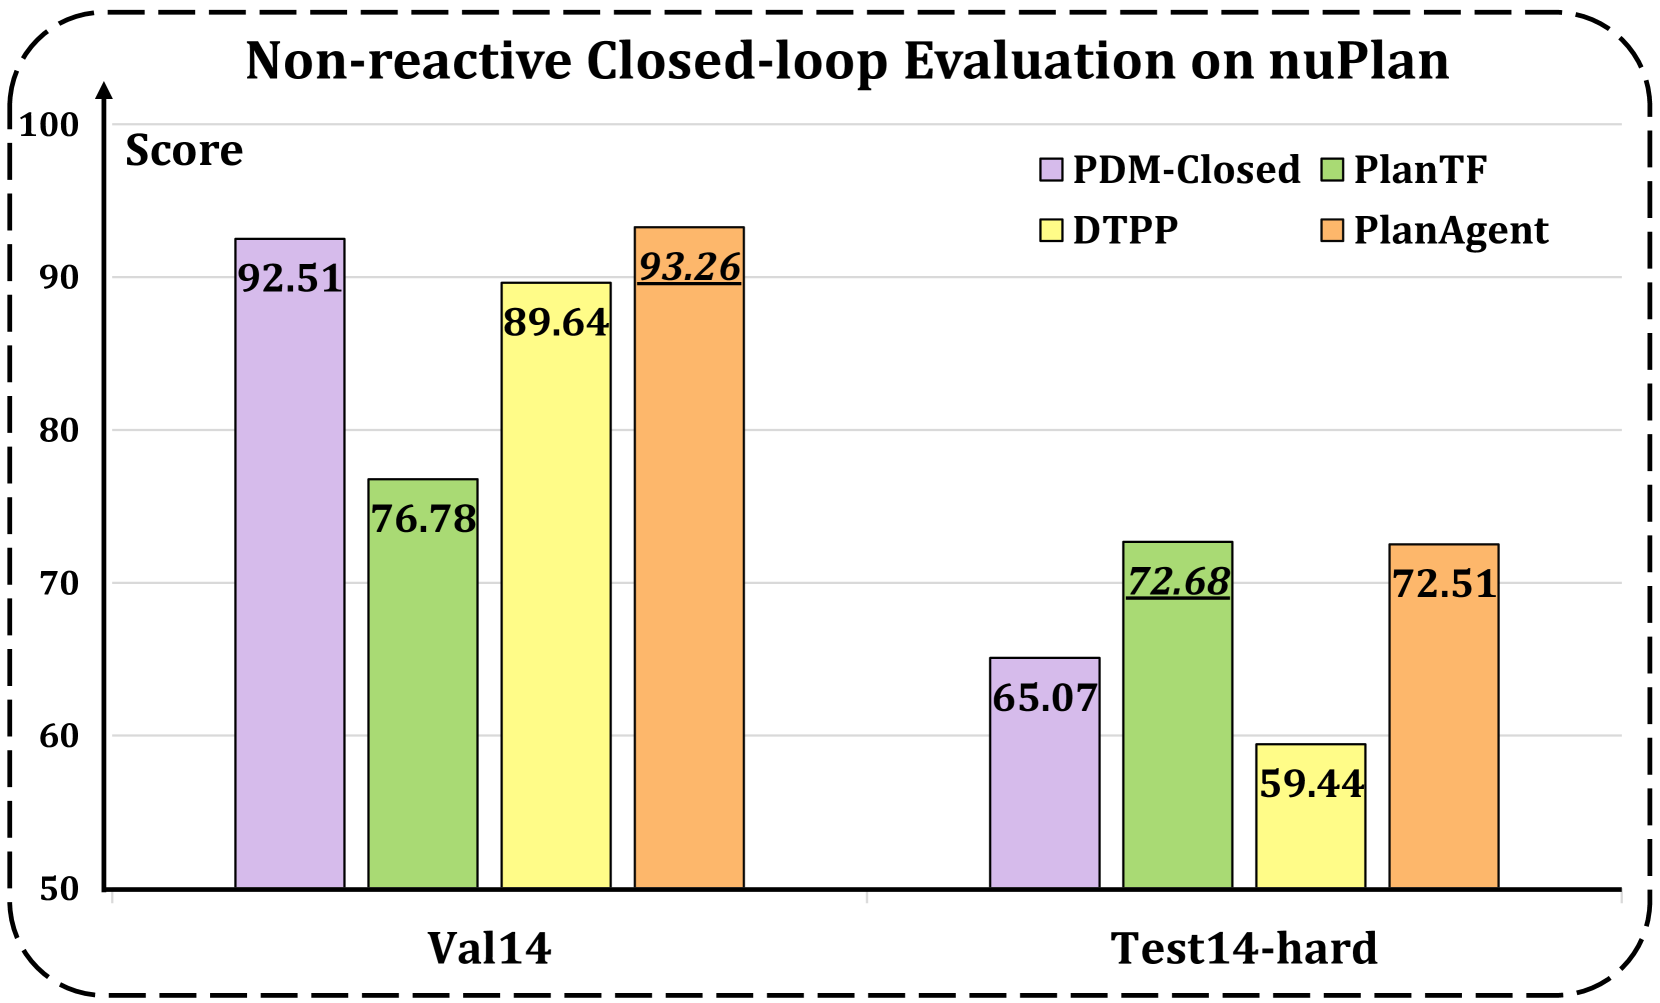 Non-reactive Closed-loop Evaluation on nuPlan
Score
PDM-Closed PlanTF
DTPP PlanAgent
100
90
80
70
60
50
92.51
76.78
89.64
93.26
65.07
72.68
59.44
72.51
Val14
Test14-hard